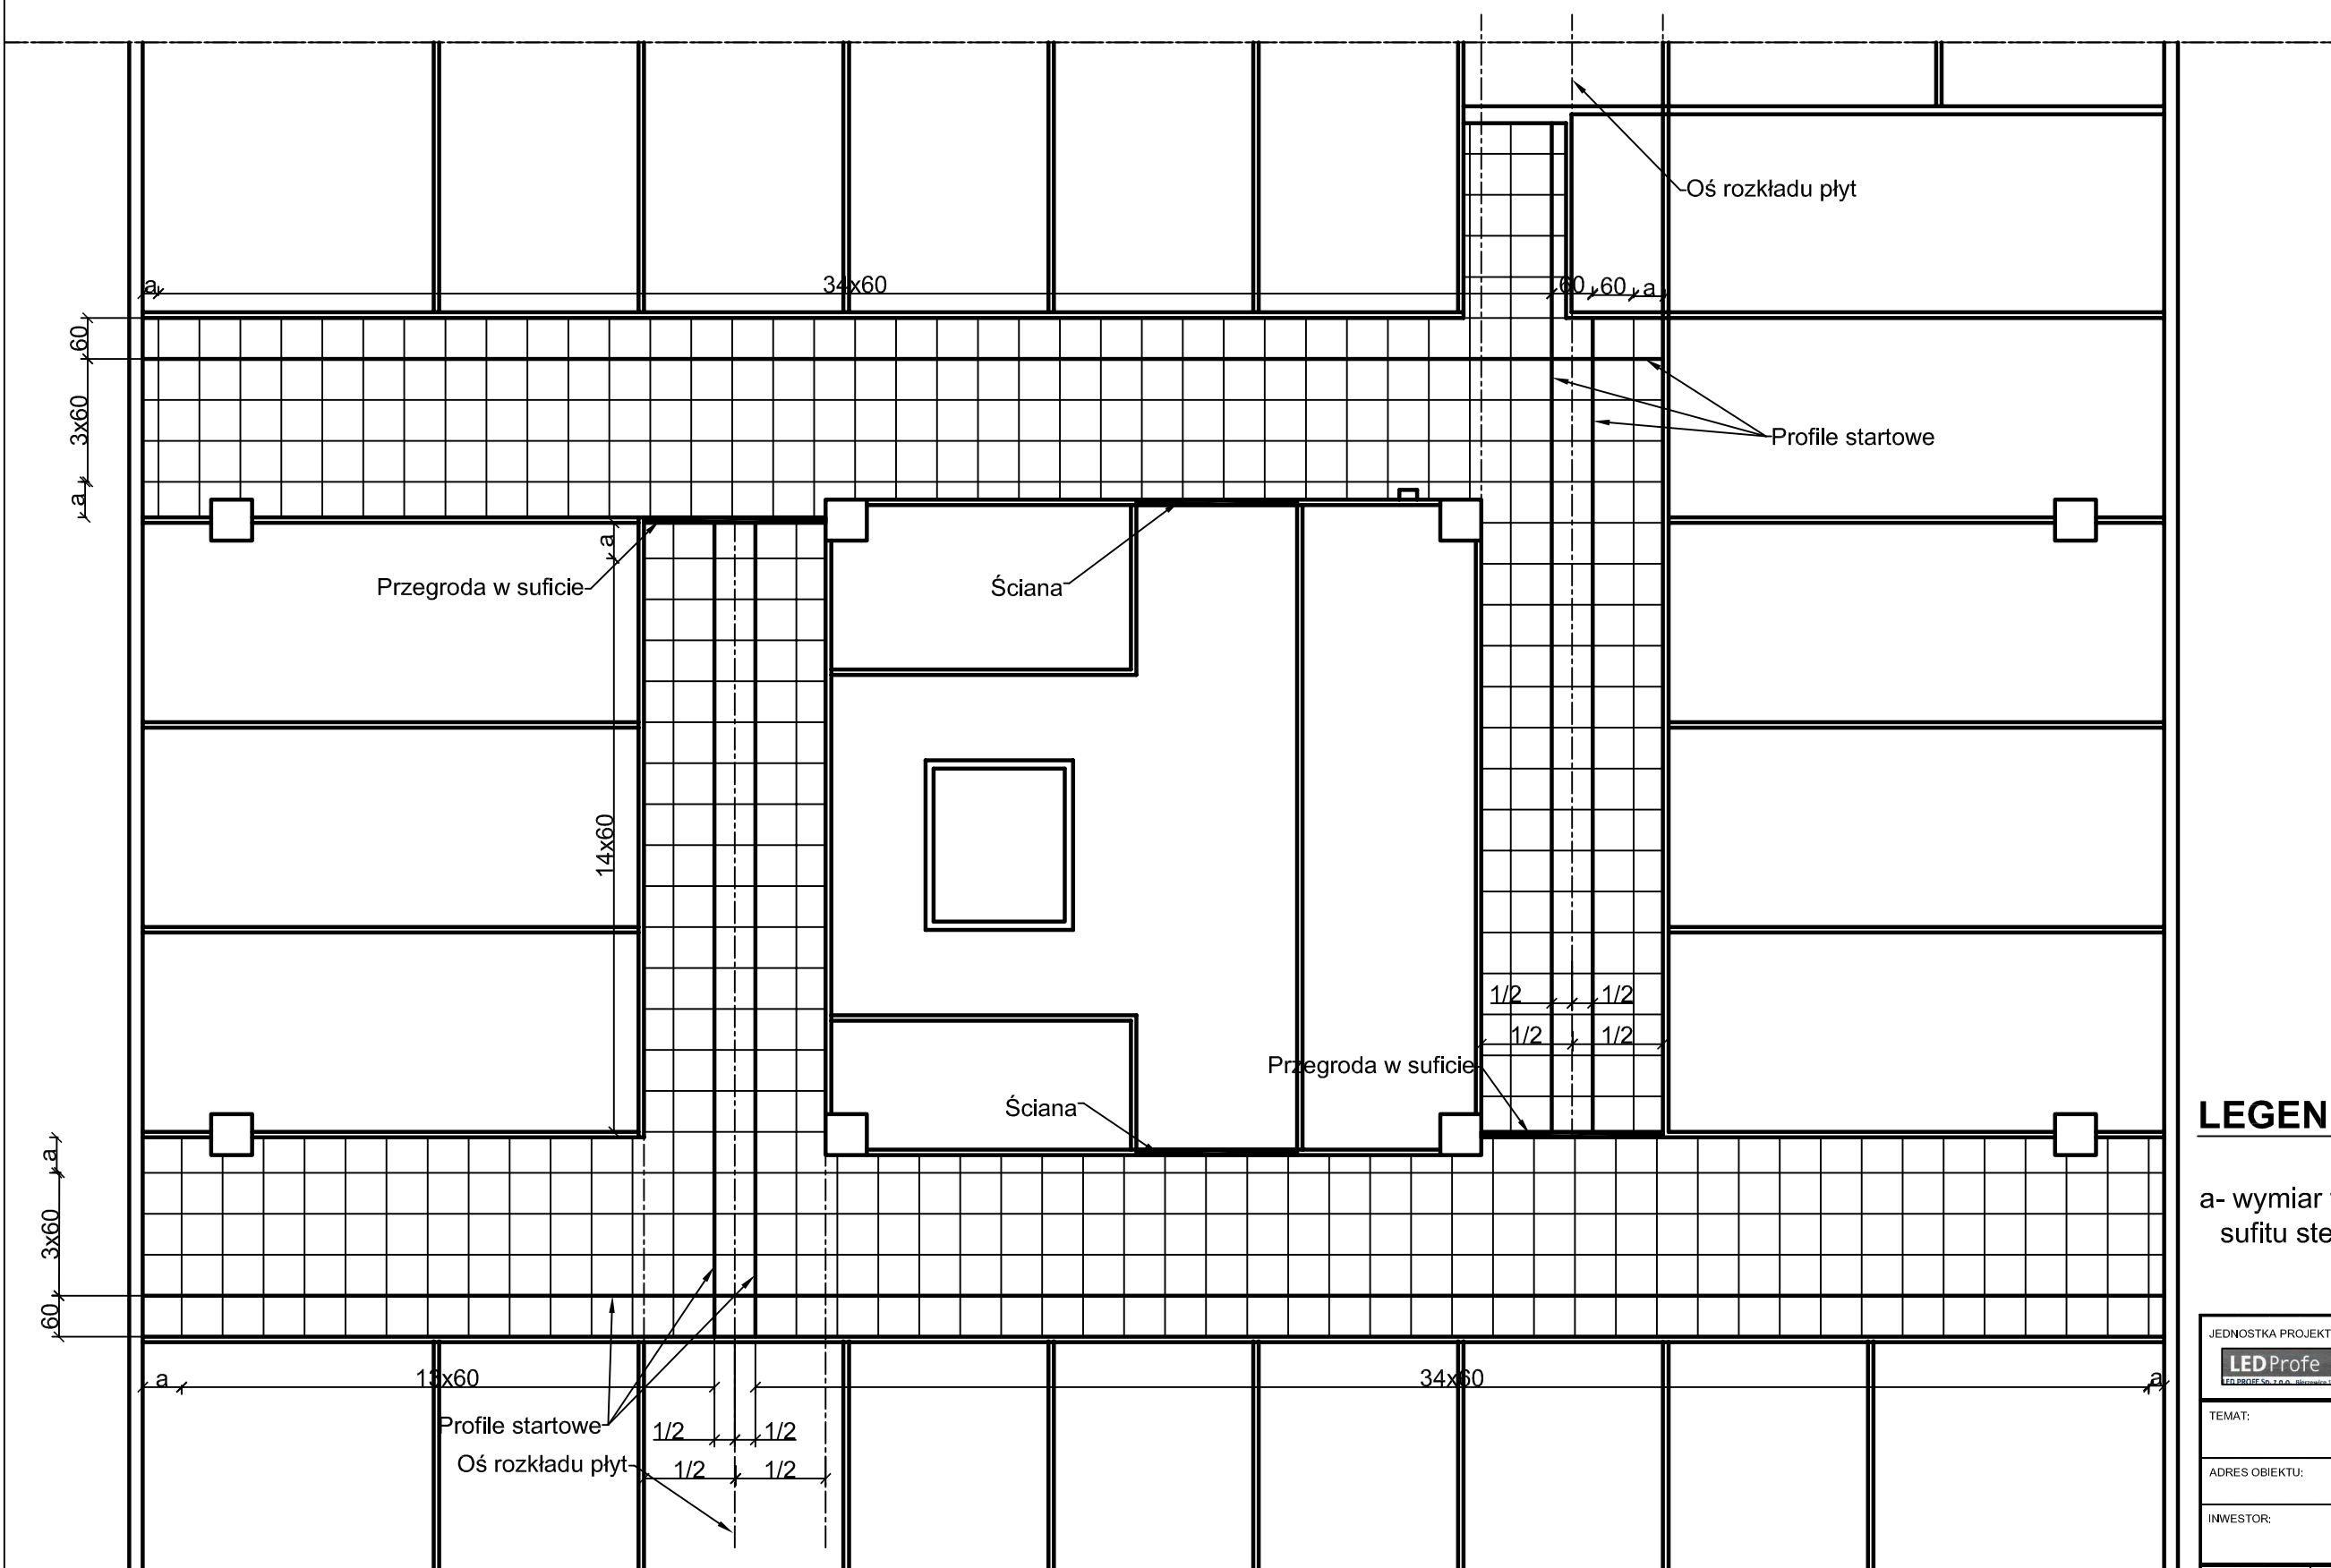 Oś rozkładu płyt
a
34x60
60
60
a
60
3x60
a
Profile startowe
a
Przegroda w suficie
Ściana
14x60
1/2
1/2
1/2
1/2
Przegroda w suficie
Ściana
LEGEN
a
3x60
60
a- wymiar
sufitu ste
JEDNOSTKA PROJEKT
LEDProfe
a
13x60
34x60
a
TEMAT:
Profile startowe
1/2
1/2
Oś rozkładu płyt
1/2
1/2
ADRES OBIEKTU:
INWESTOR: